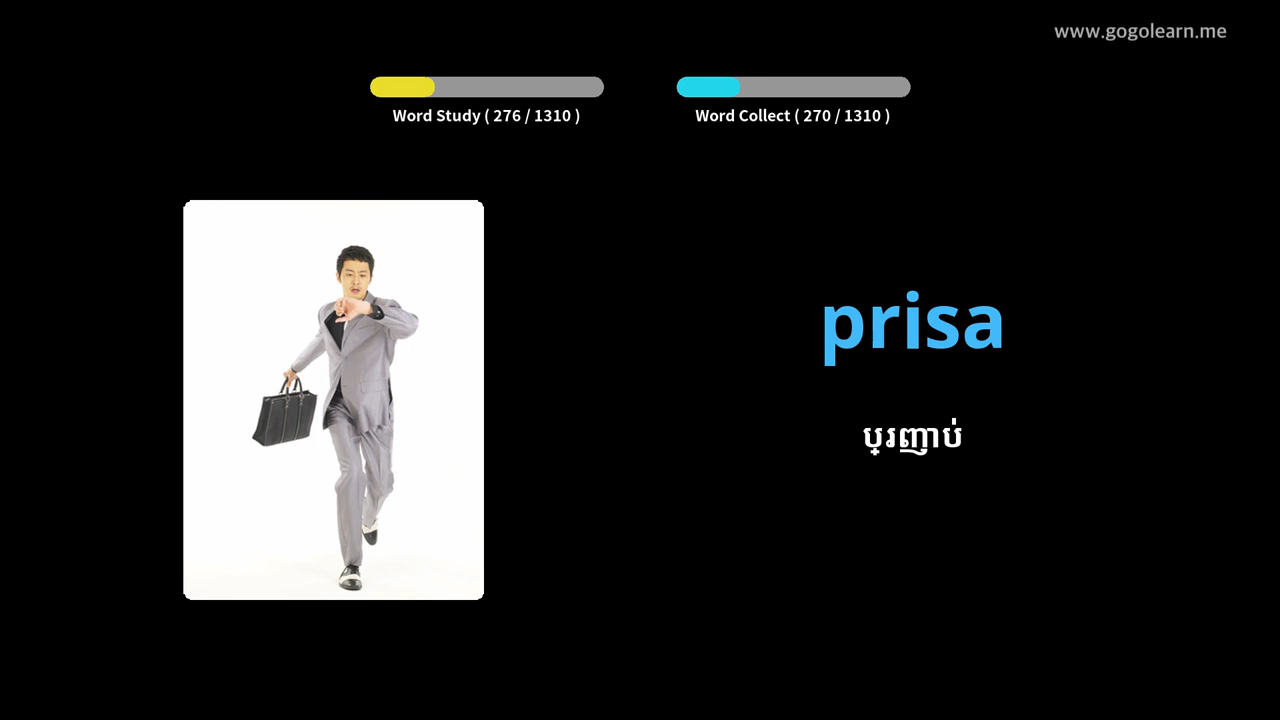 www.gogolearn.me
Word Study ( 276 / 1310 )
Word Collect ( 270 / 1310 )
prisa
ប្រញាប់